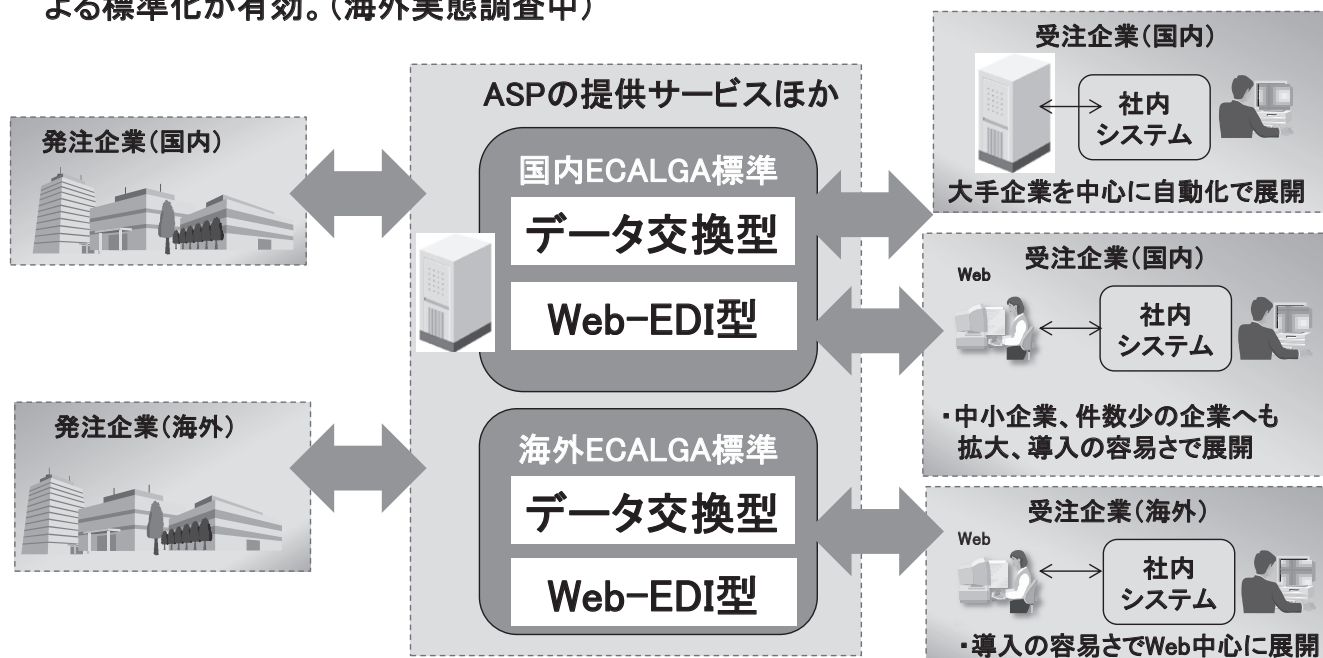 よる標準化が有効。（海外実態調査中）
発注企業（国内）
発注企業（海外）
ASPの提供サービスほか
国内ECALGA標準
データ交換型
Web-EDI型
海外ECALGA標準
データ交換型
Web-EDI型
受注企業（国内）
社内
システム
大手企業を中心に自動化で展開
受注企業（国内）
Web
社内
システム
・中小企業、件数少の企業へも
拡大、導入の容易さで展開
受注企業（海外）
Web
社内
システム
・導入の容易さでWeb中心に展開